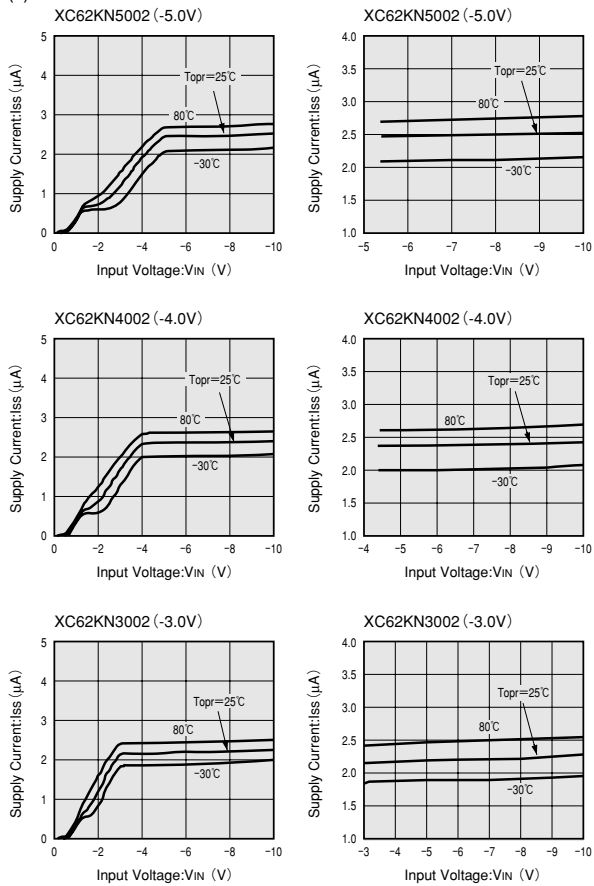 XC62KN5002 (-5.0V)
Supply Current:Iss (μA)
5
4
3
2
1
0
Topr=25℃
80℃
-30℃
0 -2 -4 -6 -8 -10
Input Voltage:VIN (V)
XC62KN5002 (-5.0V)
Supply Current:Iss (μA)
4.0
3.5
3.0
2.5
2.0
1.5
1.0
Topr=25℃
80℃
-30℃
-5 -6 -7 -8 -9 -10
Input Voltage:VIN (V)
XC62KN4002 (-4.0V)
Supply Current:Iss (μA)
5
4
3
2
1
0
Topr=25℃
80℃
-30℃
0 -2 -4 -6 -8 -10
Input Voltage:VIN (V)
XC62KN4002 (-4.0V)
Supply Current:Iss (μA)
4.0
3.5
3.0
2.5
2.0
1.5
1.0
Topr=25℃
80℃
-30℃
-4 -5 -6 -7 -8 -9 -10
Input Voltage:VIN (V)
XC62KN3002 (-3.0V)
Supply Current:Iss (μA)
5
4
3
2
1
0
Topr=25℃
80℃
-30℃
0 -2 -4 -6 -8 -10
Input Voltage:VIN (V)
XC62KN3002 (-3.0V)
Supply Current:Iss (μA)
4.0
3.5
3.0
2.5
2.0
1.5
1.0
Topr=25℃
80℃
-30℃
-3 -4 -5 -6 -7 -8 -9 -10
Input Voltage:VIN (V)